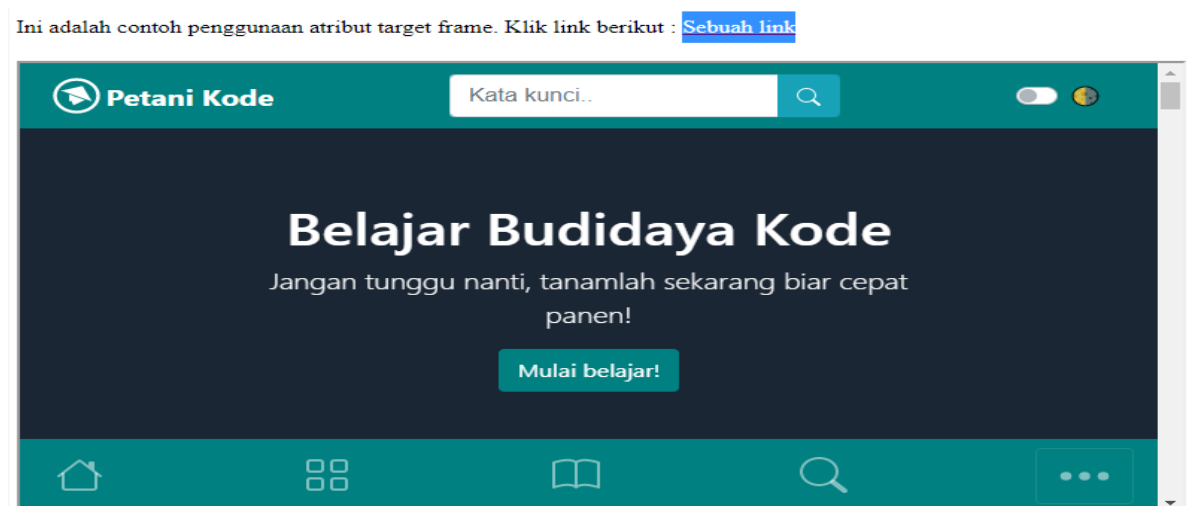 Ini adalah contoh penggunaan atribut target frame. Klik link berikut : Sebuah link
Petani Kode
Kata kunci..
Belajar Budidaya Kode
Jangan tunggu nanti, tanamlah sekarang biar cepat
panen!
Mulai belajar!